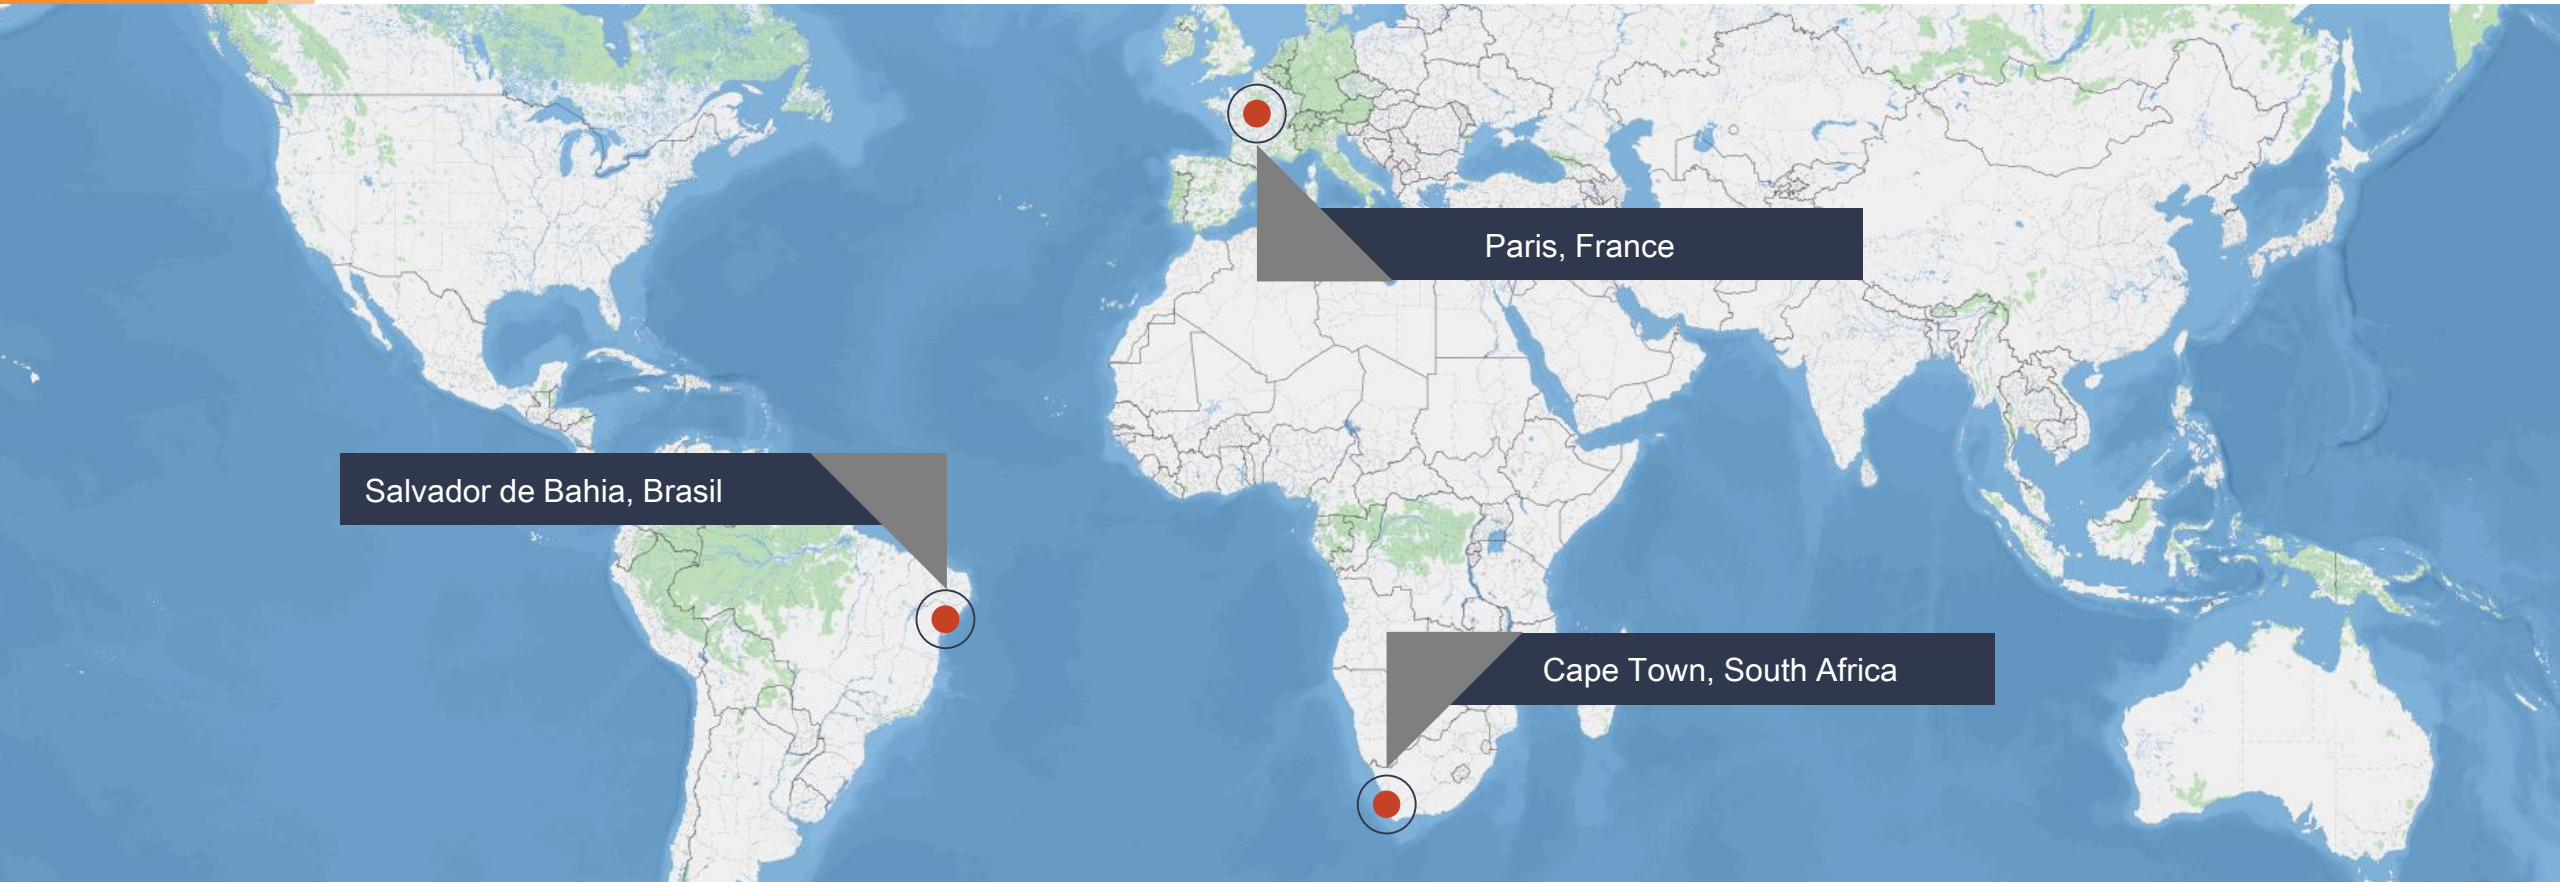 Paris, France
Salvador de Bahia, Brasil
Cape Town, South Africa